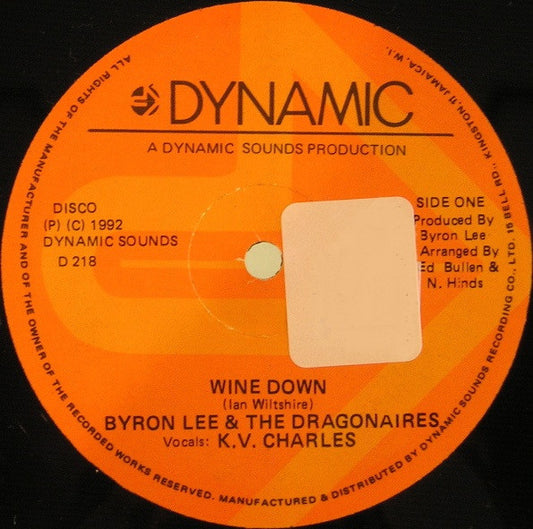 DYNAMIC
A DYNAMIC SOUNDS PRODUCTION
DISCO
(P) (C) 1992
DYNAMIC SOUNDS
D 218
SIDE ONE
Produced By
Byron Lee
Arranged By
Ed Bullen &
N. Hinds
WINE DOWN
(Ian Wiltshire)
BYRON LEE & THE DRAGONAIRES
Vocals: K.V. CHARLES
ALL RIGHTS OF THE MANUFACTURER AND OF THE OWNER OF THE RECORDED WORKS RESERVED. MANUFACTURED & DISTRIBUTED BY DYNAMIC SOUNDS RECORDING CO., LTD. 15 BELL RD., KINGSTON 11 JAMAICA, W.I.